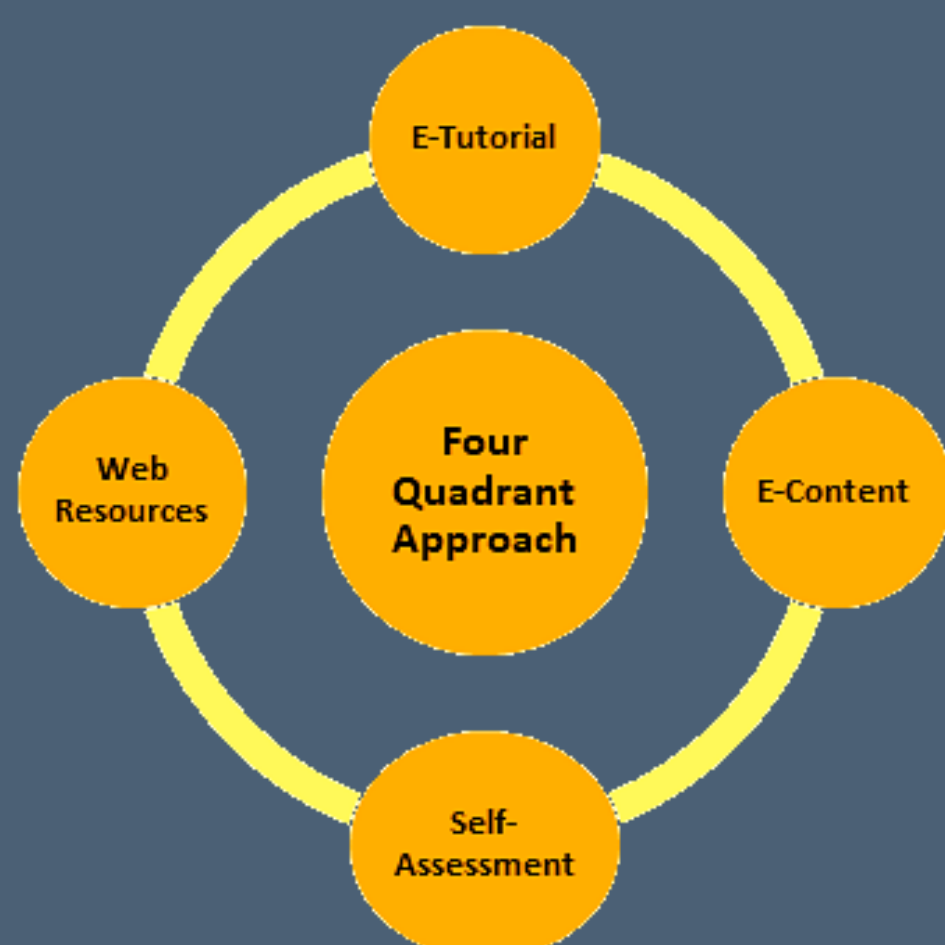 E-Tutorial
Web
Resources
Four
Quadrant
Approach
E-Content
Self-
Assessment